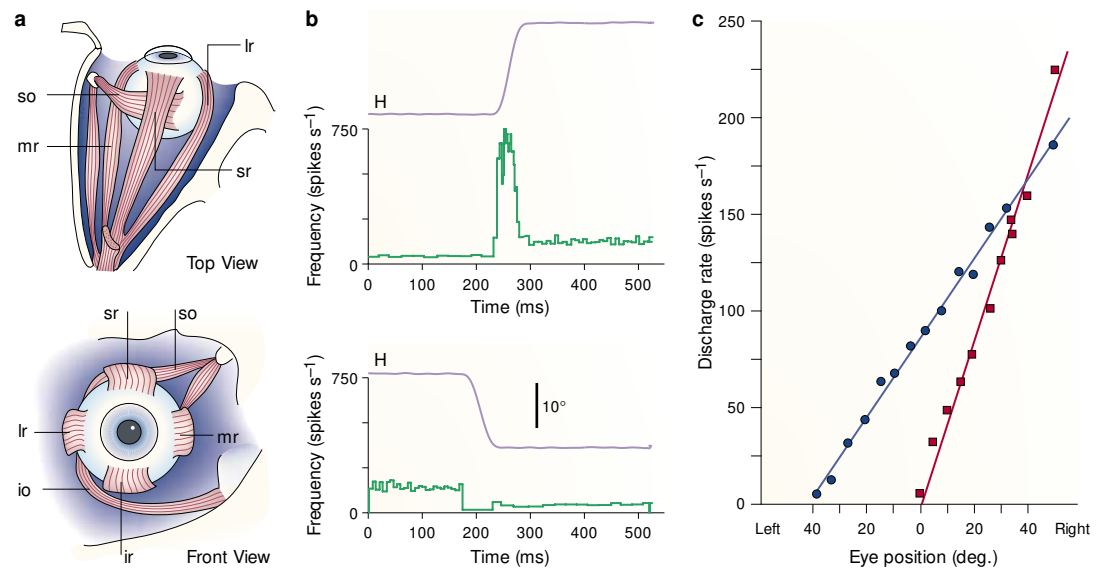 a
lr
so
mr
sr
Top View
sr
so
lr
mr
io
ir
Front View
b
H
750
0
Frequency (spikes s⁻¹)
0 100 200 300 400 500
Time (ms)
H
750
10°
0
Frequency (spikes s⁻¹)
0 100 200 300 400 500
Time (ms)
c
250
200
150
100
50
0
Discharge rate (spikes s⁻¹)
Left 40 20 0 20 40 Right
Eye position (deg.)